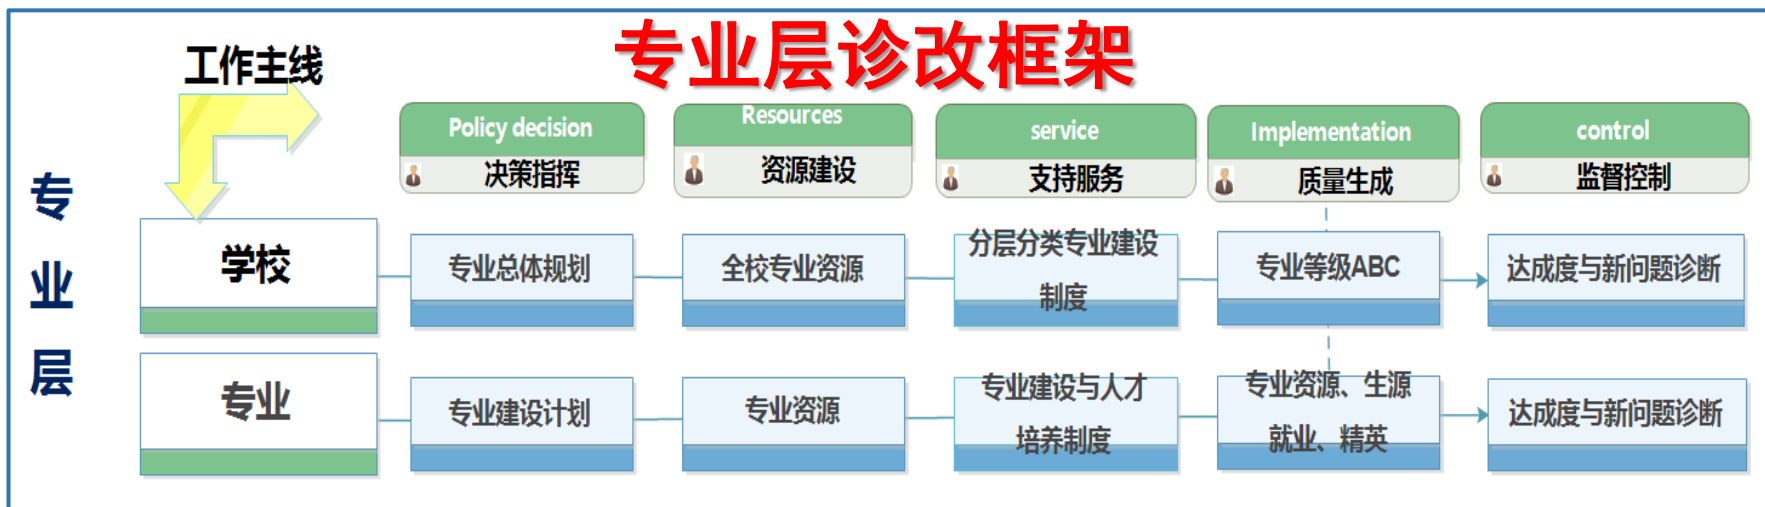 专业层诊改框架
工作主线
Policy decision
决策指挥
Resources
资源建设
service
支持服务
Implementation
质量生成
control
监督控制
专
业
层
学校
专业总体规划
全校专业资源
分层分类专业建设
制度
专业等级ABC
达成度与新问题诊断
专业
专业建设计划
专业资源
专业建设与人才
培养制度
专业资源、生源
就业、精英
达成度与新问题诊断